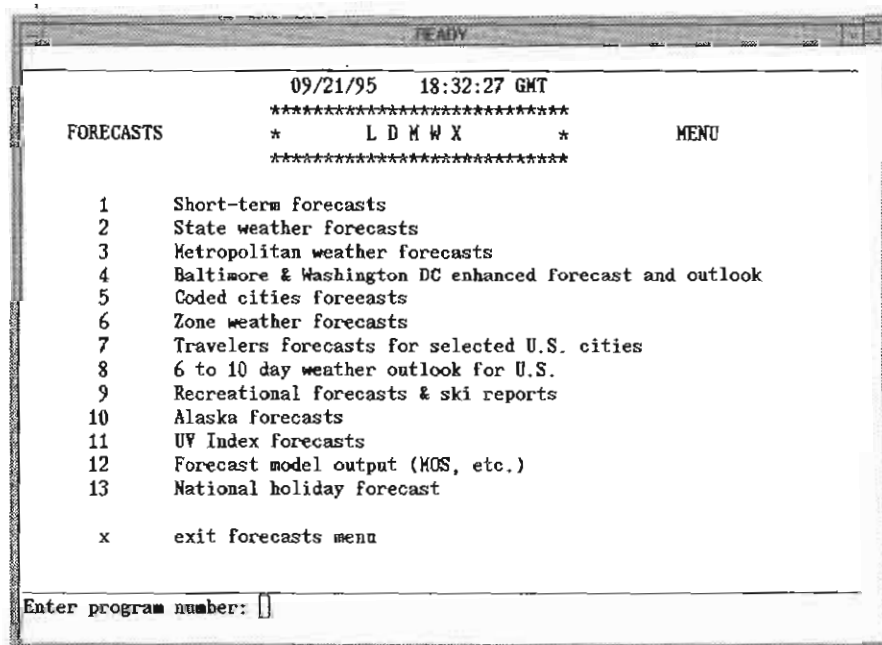 READY
09/21/95 18:32:27 GMT
****************************
FORECASTS * L D M W X * MENU
****************************
1 Short-term forecasts
2 State weather forecasts
3 Metropolitan weather forecasts
4 Baltimore & Washington DC enhanced forecast and outlook
5 Coded cities forecasts
6 Zone weather forecasts
7 Travelers forecasts for selected U.S. cities
8 6 to 10 day weather outlook for U.S.
9 Recreational forecasts & ski reports
10 Alaska forecasts
11 UV Index forecasts
12 Forecast model output (MOS, etc.)
13 National holiday forecast
x exit forecasts menu
Enter program number: